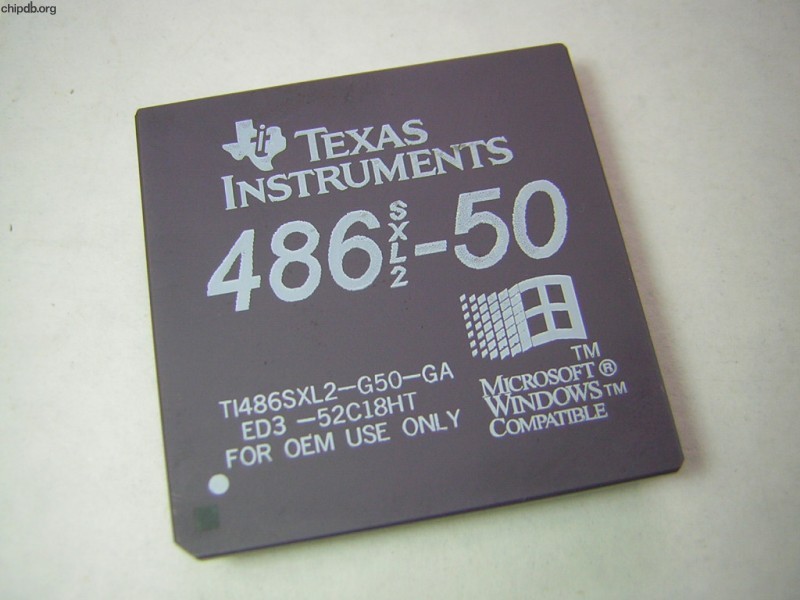 chipdb.org
TI
TEXAS
INSTRUMENTS
486SXL2-50
TM
MICROSOFT®
WINDOWS™
COMPATIBLE
TI486SXL2-G50-GA
ED3 -52C18HT
FOR OEM USE ONLY